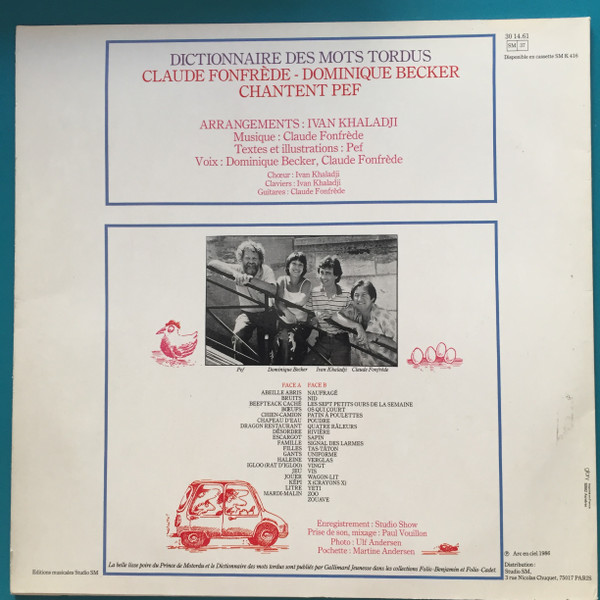 30 14.61
SM 37
Disponible en cassette SM K 416
DICTIONNAIRE DES MOTS TORDUS
CLAUDE FONFRÈDE - DOMINIQUE BECKER
CHANTENT PEF
ARRANGEMENTS : IVAN KHALADJI
Musique : Claude Fonfrède
Textes et illustrations : Pef
Voix : Dominique Becker, Claude Fonfrède
Chœur : Ivan Khaladji
Claviers : Ivan Khaladji
Guitares : Claude Fonfrède
Pef Dominique Becker Ivan Khaladji Claude Fonfrède
FACE A FACE B
ABEILLE ABRIS NAUFRAGÉ
BRUITS NID
BEEFTEACK CACHÉ LES SEPT PETITS OURS DE LA SEMAINE
BŒUFS OS QUI COURT
CHIEN-CAMION PATIN À POULETTES
CHAPEAU D'EAU POUDRE
DRAGON RESTAURANT QUATRE RÂLEURS
DÉSORDRE RIVIÈRE
ESCARGOT SAPIN
FAMILLE SIGNAL DES LARMES
FILLES TAS-TÂTON
GANTS UNIFORME
HALEINE VERGLAS
IGLOO (RAT D'IGLOO) VINGT
JEU VIS
JOUER WAGON-LIT
KÉPI X (CRAYONS X)
LITRE YETI
MARDI-MALIN ZOO
ZOUAVE
Enregistrement : Studio Show
Prise de son, mixage : Paul Vouillon
Photo : Ulf Andersen
Pochette : Martine Andersen
La belle lisse poire du Prince de Motordu et le Dictionnaire des mots tordus sont publiés par Gallimard Jeunesse dans les collections Folio-Benjamin et Folio-Cadet
Editions musicales Studio SM
Ⓟ Arc en ciel 1986
Distribution :
Studio SM,
3 rue Nicolas Chuquet, 75017 PARIS